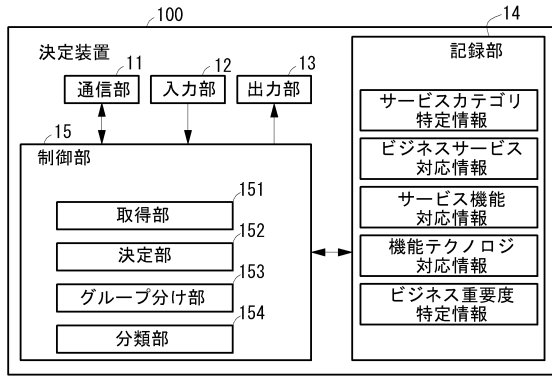 100
14
決定装置
11
12
13
通信部
入力部
出力部
記録部
サービスカテゴリ
特定情報
ビジネスサービス
対応情報
サービス機能
対応情報
機能テクノロジ
対応情報
ビジネス重要度
特定情報
15
制御部
151
取得部
152
決定部
153
グループ分け部
154
分類部